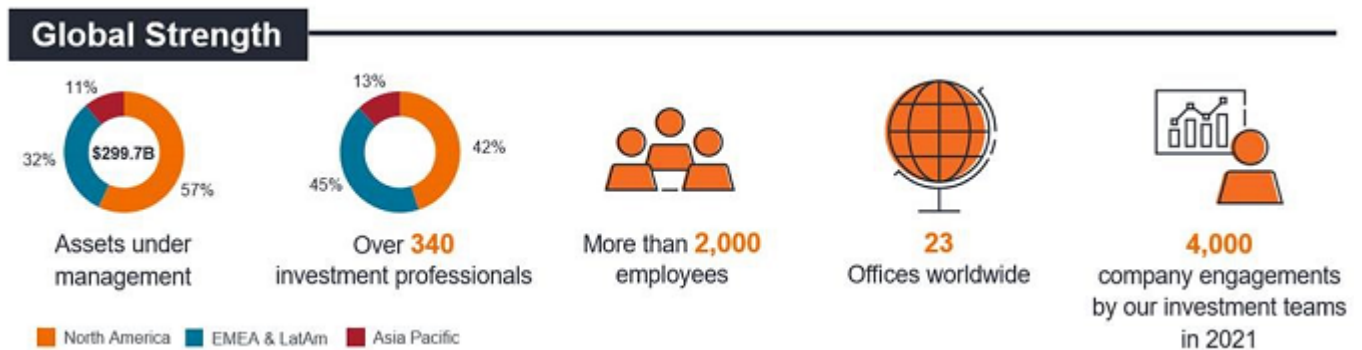 Global Strength
11%
32%
$299.7B
57%
Assets under
management
13%
42%
45%
Over 340
investment professionals
More than 2,000
employees
23
Offices worldwide
4,000
company engagements
by our investment teams
in 2021
North America
EMEA & LatAm
Asia Pacific